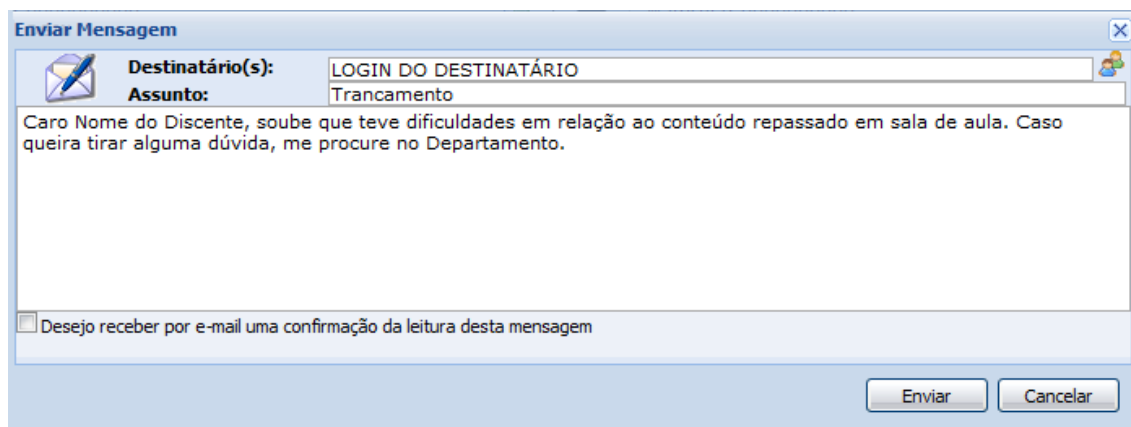 Enviar Mensagem
Destinatário(s): LOGIN DO DESTINATÁRIO
Assunto: Trancamento
Caro Nome do Discente, soube que teve dificuldades em relação ao conteúdo repassado em sala de aula. Caso
queira tirar alguma dúvida, me procure no Departamento.
Desejo receber por e-mail uma confirmação da leitura desta mensagem
Enviar Cancelar